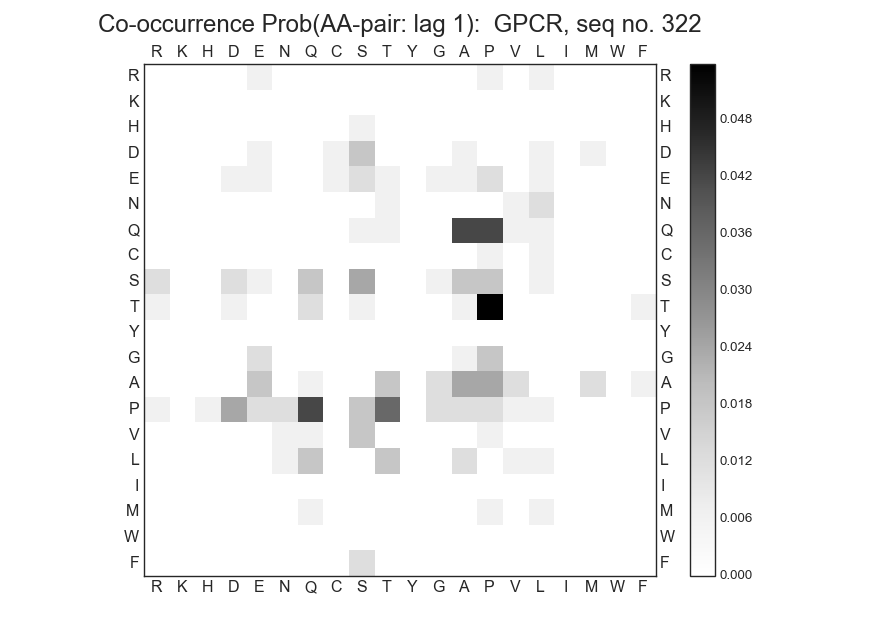 Co-occurrence Prob(AA-pair: lag 1):  GPCR, seq no. 322
R K H D E N Q C S T Y G A P V L I M W F
R R
K K
H H
0.048
D D
E E
0.042
N N
Q Q
0.036
C C
S S
0.030
T T
Y Y
0.024
G G
A A
0.018
P P
V V
0.012
L L
I I
0.006
M M
W W
F F
0.000
R K H D E N Q C S T Y G A P V L I M W F